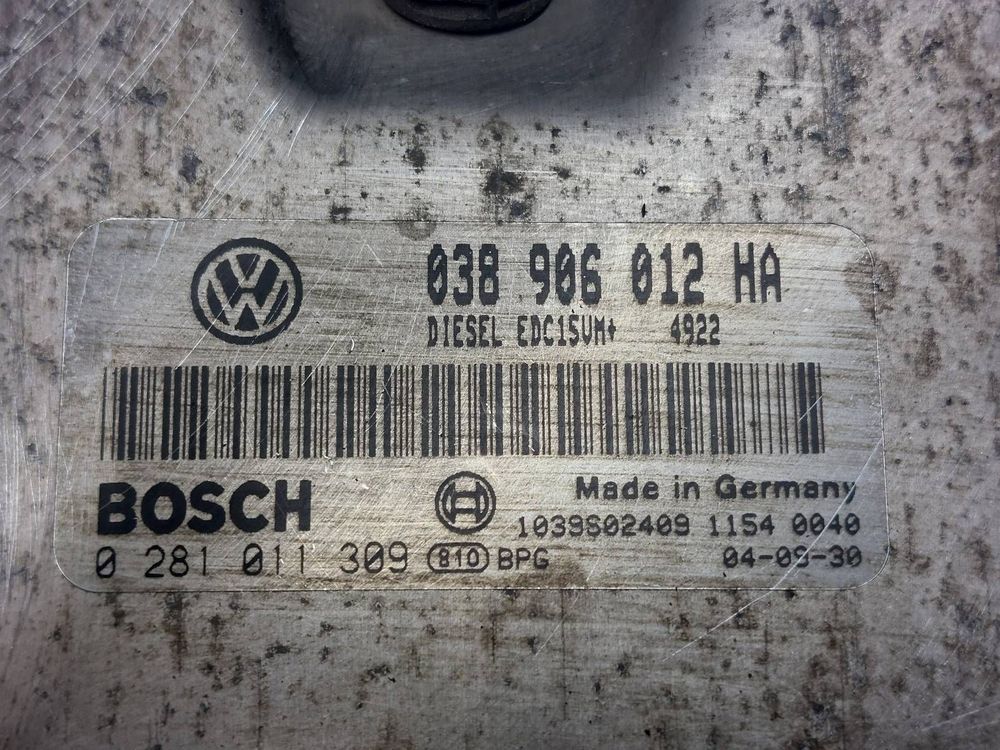 038 906 012 HA
DIESEL EDC15VM+ 4922
BOSCH
Made in Germany
1039S02409 1154 0040
0 281 011 309 810 BPG 04-09-30